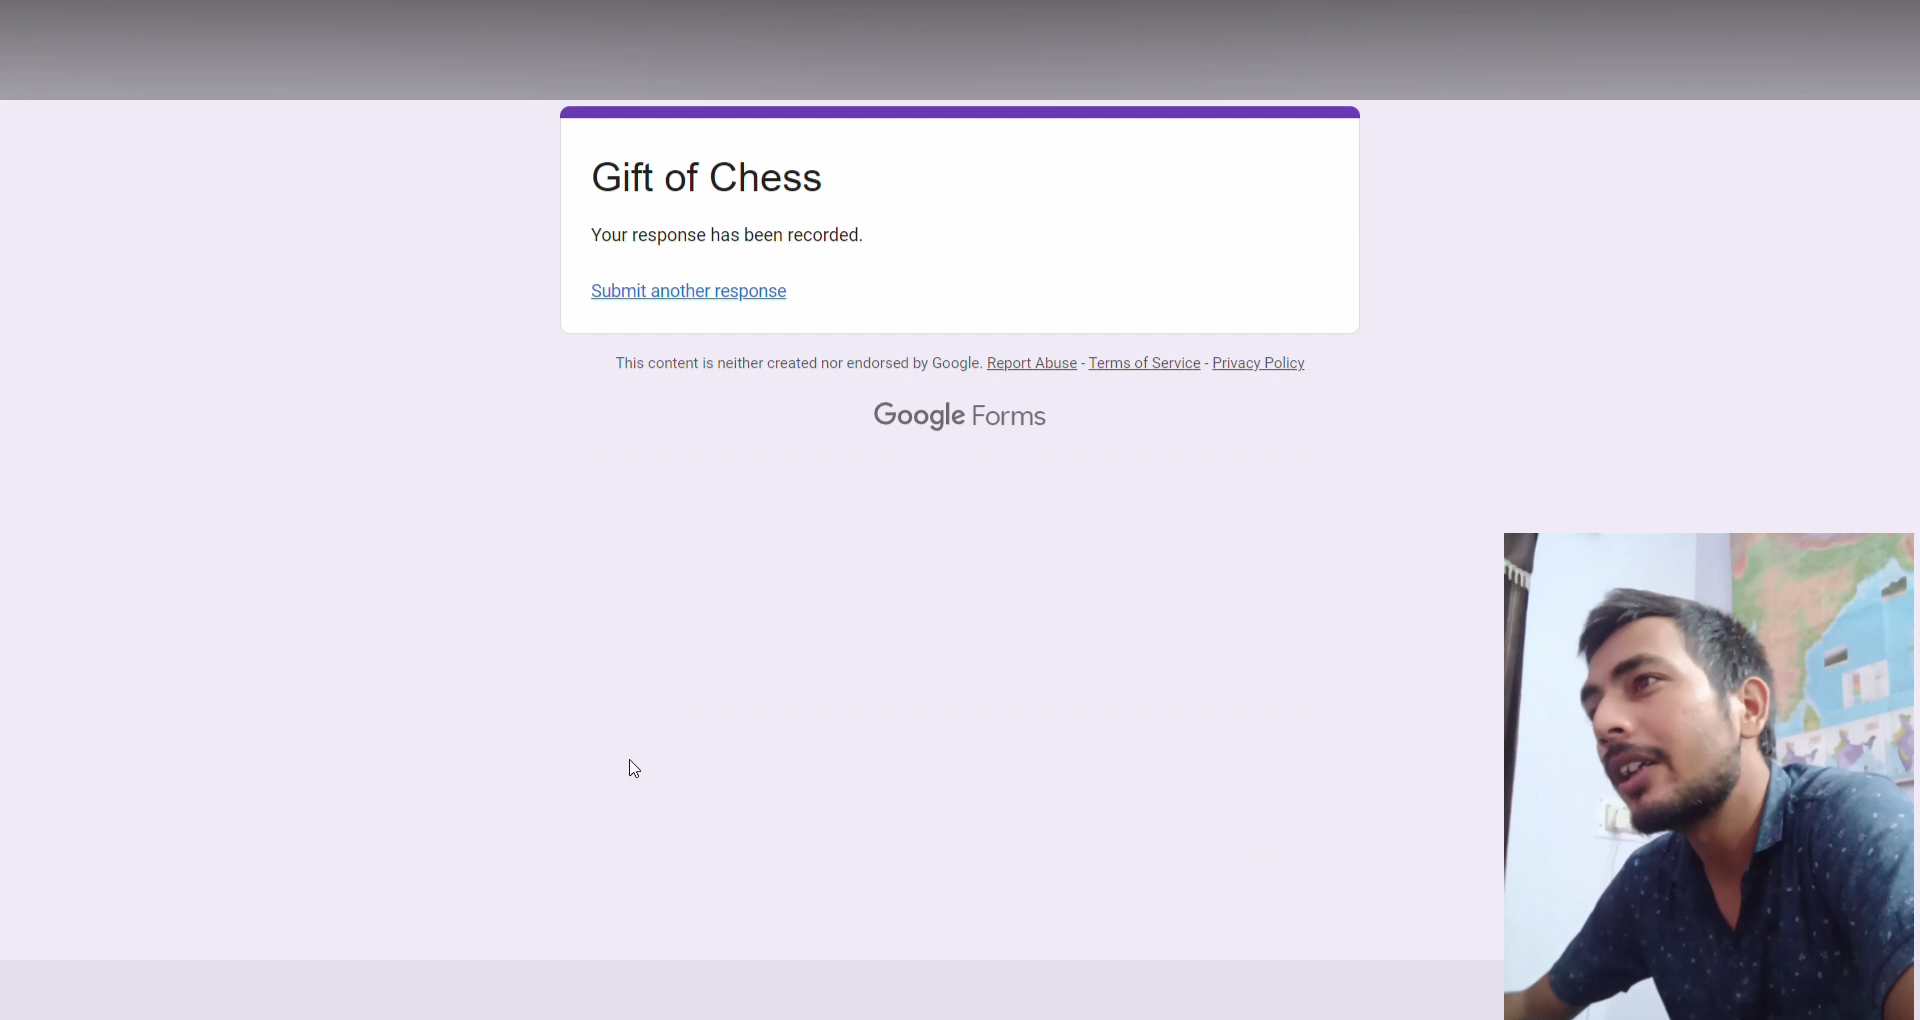 Gift of Chess
Your response has been recorded.
Submit another response
This content is neither created nor endorsed by Google. Report Abuse - Terms of Service - Privacy Policy
Google Forms